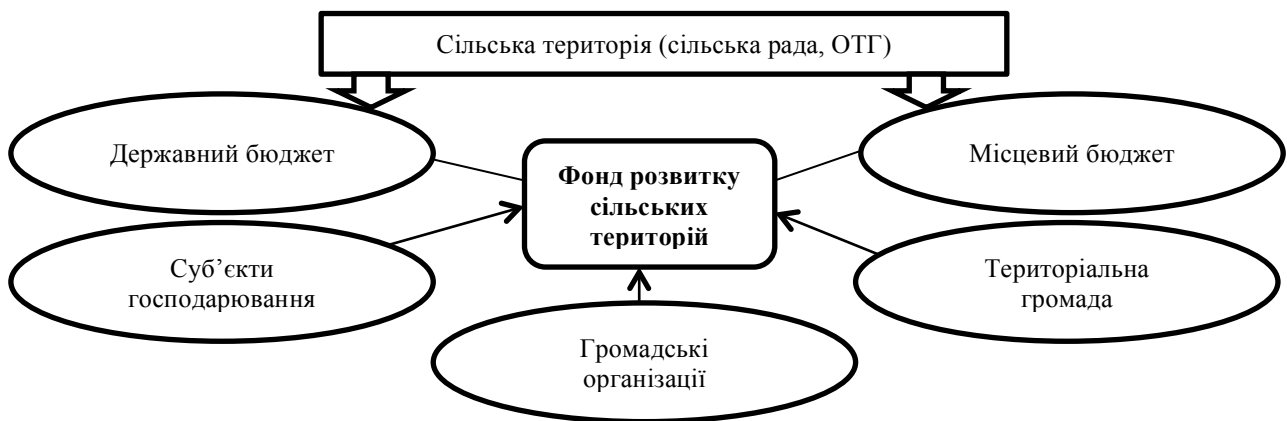 Сільська територія (сільська рада, ОТГ)
Державний бюджет
Місцевий бюджет
Фонд розвитку
сільських
територій
Суб’єкти
господарювання
Територіальна
громада
Громадські
організації